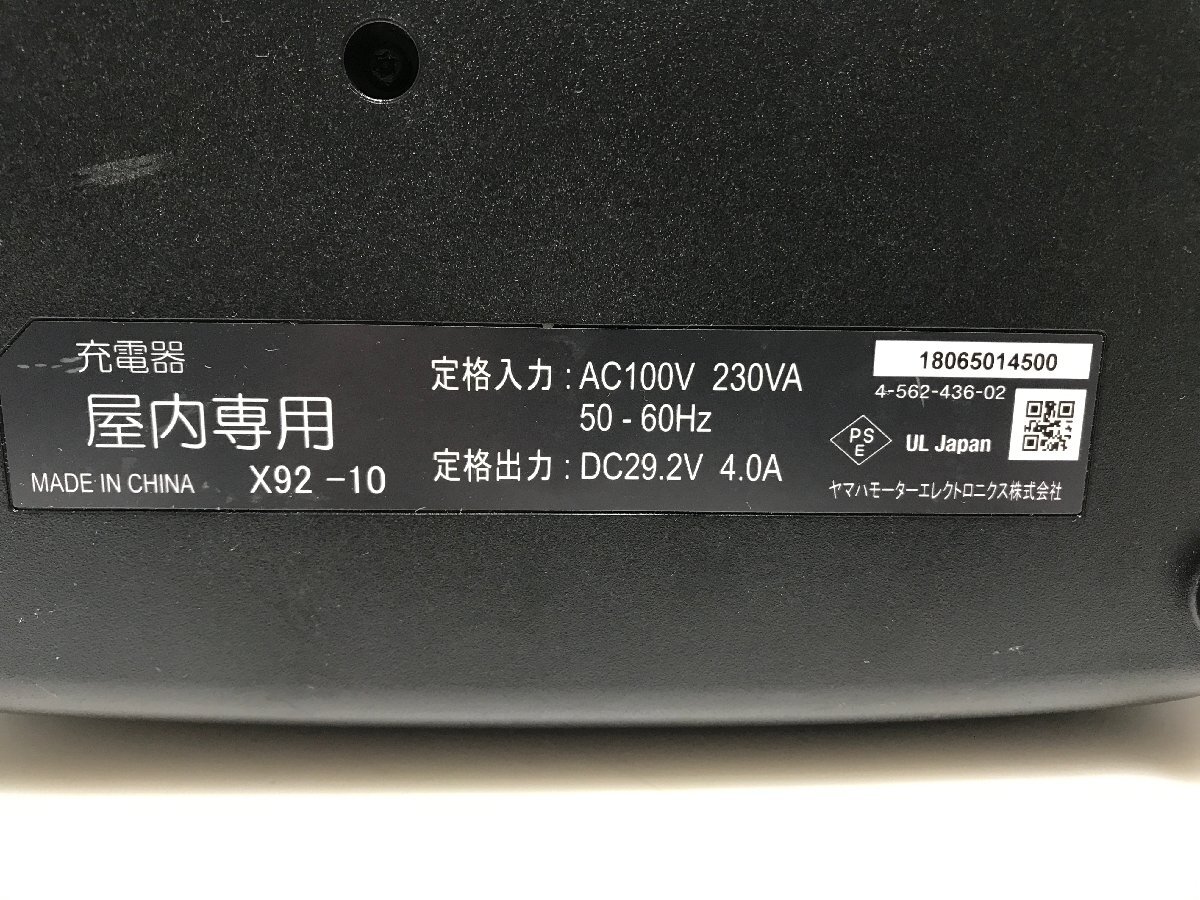 充電器
屋内専用
MADE IN CHINA X92 -10
定格入力 : AC100V 230VA
50 - 60Hz
定格出力 : DC29.2V 4.0A
18065014500
4-562-436-02
PS
E
UL Japan
ヤマハモーターエレクトロニクス株式会社